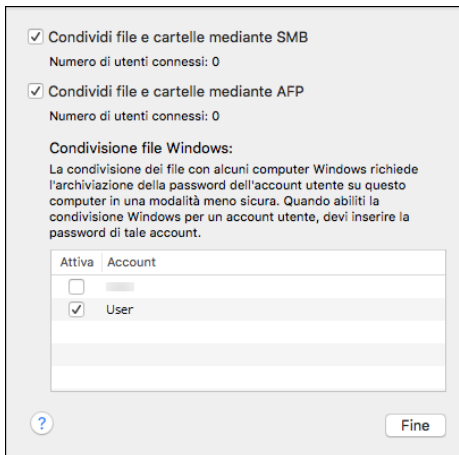 Condividi file e cartelle mediante SMB
Numero di utenti connessi: 0
Condividi file e cartelle mediante AFP
Numero di utenti connessi: 0
Condivisione file Windows:
La condivisione dei file con alcuni computer Windows richiede
l'archiviazione della password dell'account utente su questo
computer in una modalità meno sicura. Quando abiliti la
condivisione Windows per un account utente, devi inserire la
password di tale account.
Attiva Account
User
? Fine